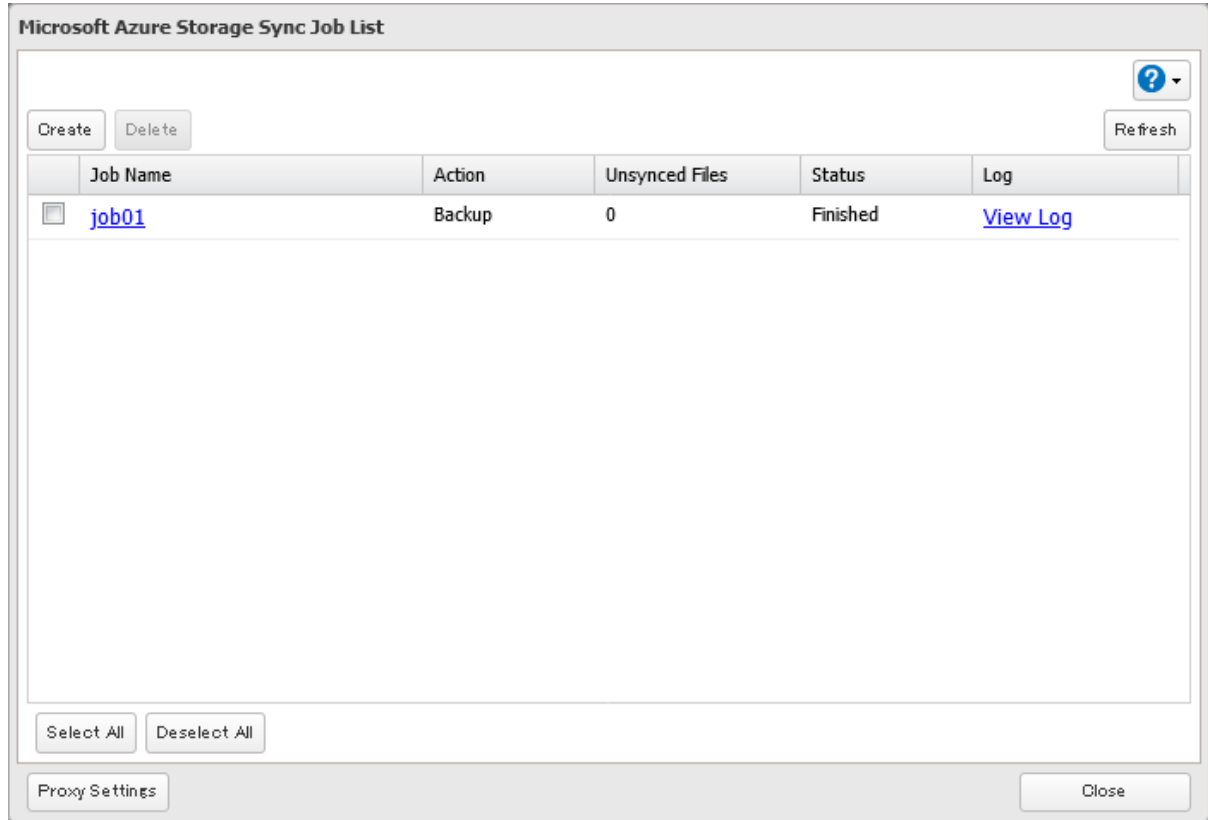 Microsoft Azure Storage Sync Job List
?
Create Delete Refresh
Job Name Action Unsynced Files Status Log
job01 Backup 0 Finished View Log
Select All Deselect All
Proxy Settings Close